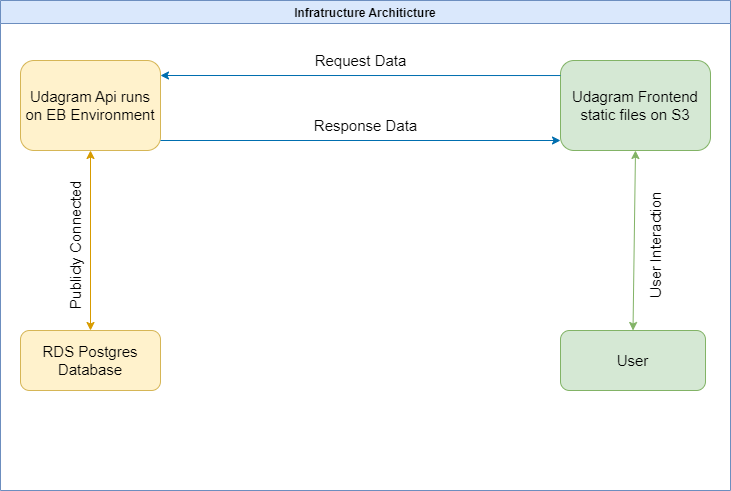 Infratructure Architicture
Request Data
Udagram Api runs
on EB Environment
Udagram Frontend
static files on S3
Response Data
Publicly Connected
User Interaction
RDS Postgres
Database
User